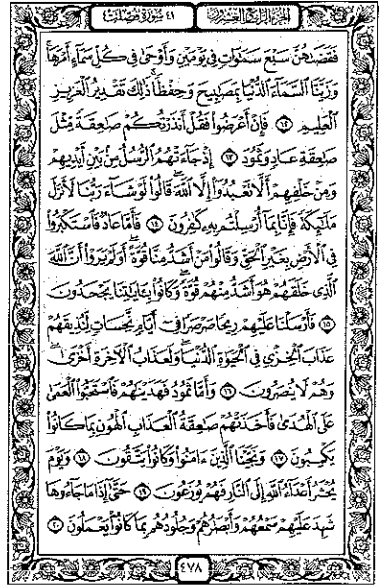 الجزء الرابع والعشرون
٤١ سورة فصلت
فَقَضَىٰهُنَّ سَبْعَ سَمَٰوَاتٍ فِى يَوْمَيْنِ وَأَوْحَىٰ فِى كُلِّ سَمَآءٍ أَمْرَهَا
وَزَيَّنَّا ٱلسَّمَآءَ ٱلدُّنْيَا بِمَصَٰبِيحَ وَحِفْظًا ذَٰلِكَ تَقْدِيرُ ٱلْعَزِيزِ
ٱلْعَلِيمِ ١٢ فَإِنْ أَعْرَضُوا۟ فَقُلْ أَنذَرْتُكُمْ صَٰعِقَةً مِّثْلَ
صَٰعِقَةِ عَادٍ وَثَمُودَ ١٣ إِذْ جَآءَتْهُمُ ٱلرُّسُلُ مِنۢ بَيْنِ أَيْدِيهِمْ
وَمِنْ خَلْفِهِمْ أَلَّا تَعْبُدُوٓا۟ إِلَّا ٱللَّهَ قَالُوا۟ لَوْ شَآءَ رَبُّنَا لَأَنزَلَ
مَلَٰٓئِكَةً فَإِنَّا بِمَآ أُرْسِلْتُم بِهِۦ كَٰفِرُونَ ١٤ فَأَمَّا عَادٌ فَٱسْتَكْبَرُوا۟
فِى ٱلْأَرْضِ بِغَيْرِ ٱلْحَقِّ وَقَالُوا۟ مَنْ أَشَدُّ مِنَّا قُوَّةً أَوَلَمْ يَرَوْا۟ أَنَّ ٱللَّهَ
ٱلَّذِى خَلَقَهُمْ هُوَ أَشَدُّ مِنْهُمْ قُوَّةً وَكَانُوا۟ بِـَٔايَٰتِنَا يَجْحَدُونَ
١٥ فَأَرْسَلْنَا عَلَيْهِمْ رِيحًا صَرْصَرًا فِىٓ أَيَّامٍ نَّحِسَاتٍ لِّنُذِيقَهُمْ
عَذَابَ ٱلْخِزْىِ فِى ٱلْحَيَوٰةِ ٱلدُّنْيَا وَلَعَذَابُ ٱلْـَٔاخِرَةِ أَخْزَىٰ
وَهُمْ لَا يُنصَرُونَ ١٦ وَأَمَّا ثَمُودُ فَهَدَيْنَٰهُمْ فَٱسْتَحَبُّوا۟ ٱلْعَمَىٰ
عَلَى ٱلْهُدَىٰ فَأَخَذَتْهُمْ صَٰعِقَةُ ٱلْعَذَابِ ٱلْهُونِ بِمَا كَانُوا۟
يَكْسِبُونَ ١٧ وَنَجَّيْنَا ٱلَّذِينَ ءَامَنُوا۟ وَكَانُوا۟ يَتَّقُونَ ١٨ وَيَوْمَ
يُحْشَرُ أَعْدَآءُ ٱللَّهِ إِلَى ٱلنَّارِ فَهُمْ يُوزَعُونَ ١٩ حَتَّىٰٓ إِذَا مَا جَآءُوهَا
شَهِدَ عَلَيْهِمْ سَمْعُهُمْ وَأَبْصَٰرُهُمْ وَجُلُودُهُم بِمَا كَانُوا۟ يَعْمَلُونَ ٢٠
٤٧٨